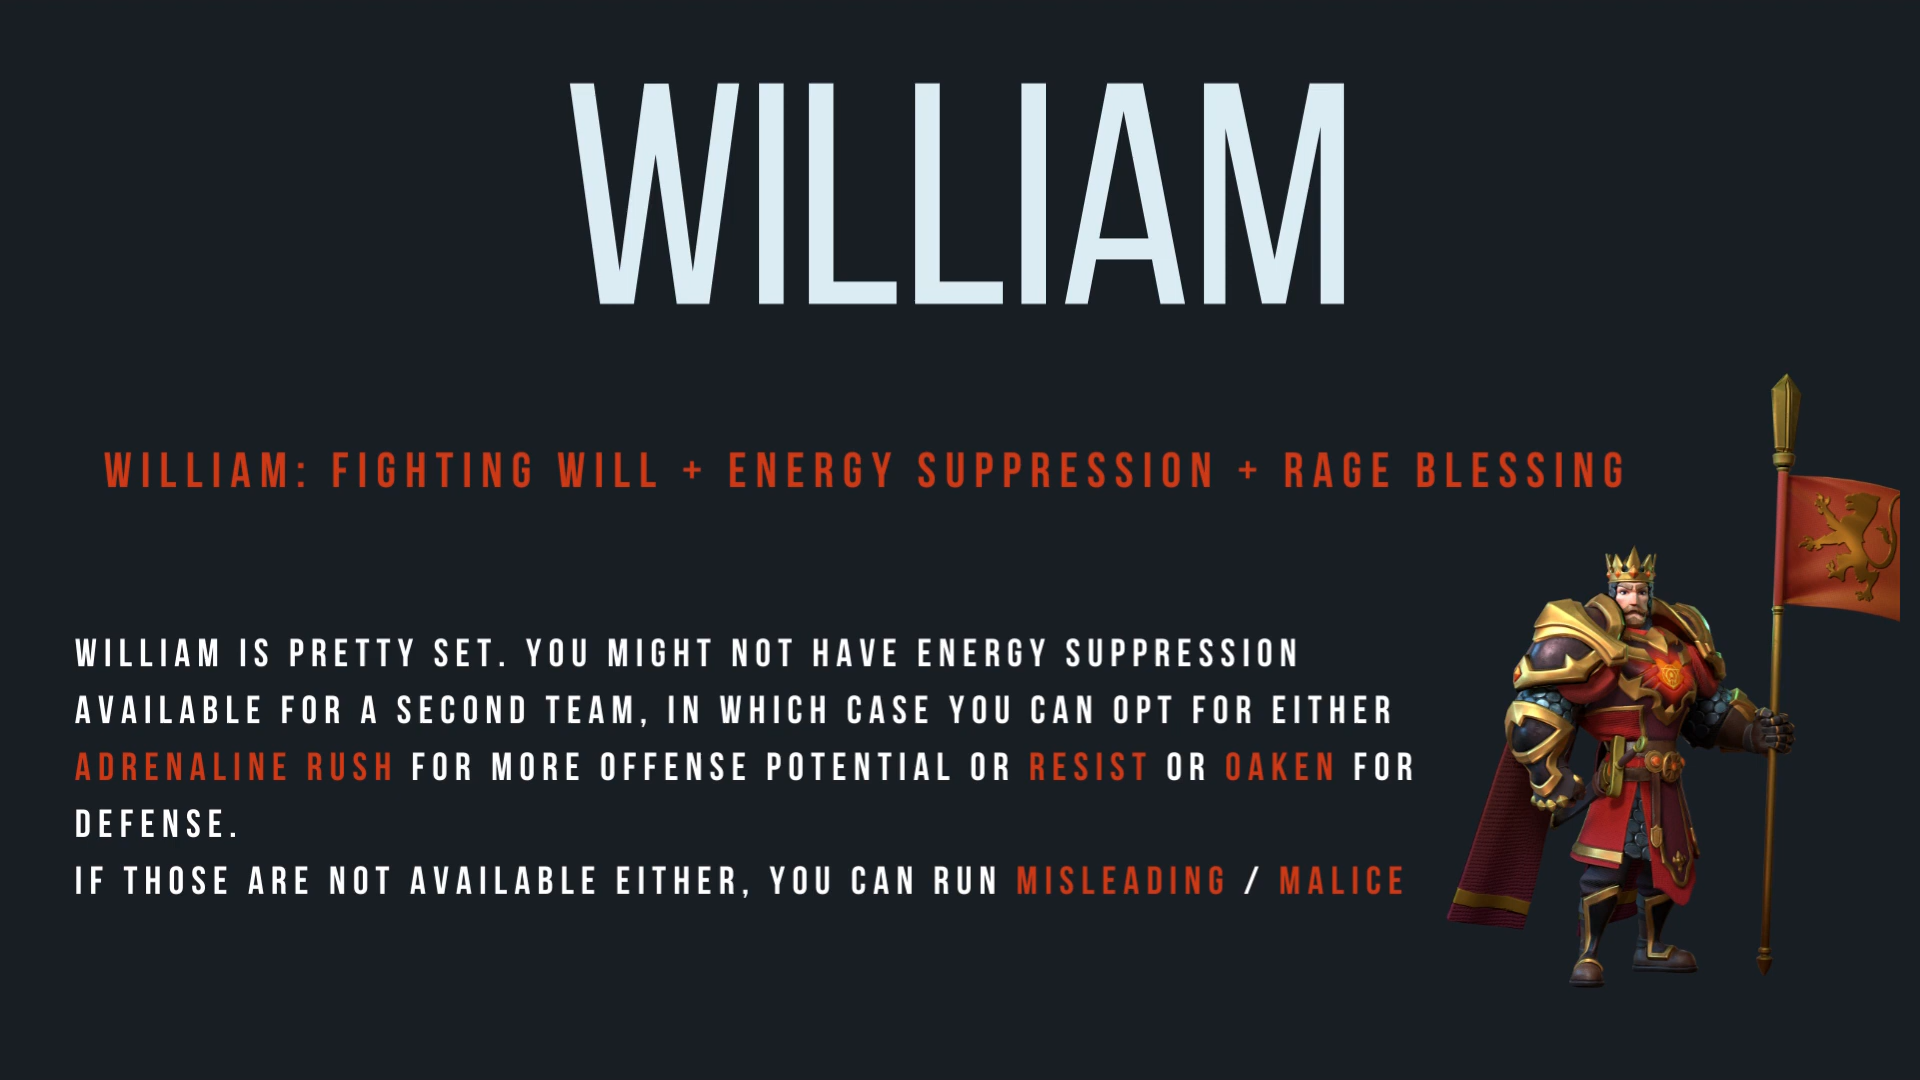 WILLIAM
WILLIAM: FIGHTING WILL + ENERGY SUPPRESSION + RAGE BLESSING
WILLIAM IS PRETTY SET. YOU MIGHT NOT HAVE ENERGY SUPPRESSION
AVAILABLE FOR A SECOND TEAM, IN WHICH CASE YOU CAN OPT FOR EITHER
ADRENALINE RUSH FOR MORE OFFENSE POTENTIAL OR RESIST OR OAKEN FOR
DEFENSE.
IF THOSE ARE NOT AVAILABLE EITHER, YOU CAN RUN MISLEADING / MALICE